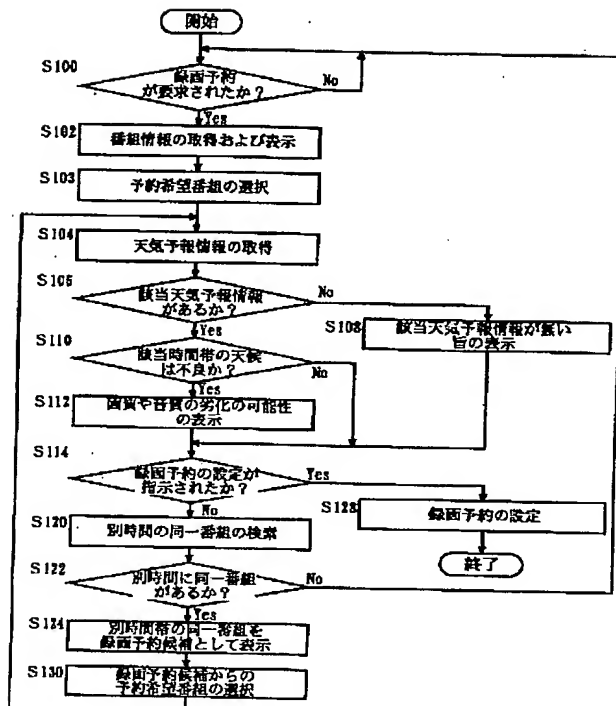 開始
S100
録画予約
が要求されたか？
No
Yes
S102
番組情報の取得および表示
S103
予約希望番組の選択
S104
天気予報情報の取得
S106
該当天気予報情報
があるか？
No
Yes
S108
該当天気予報情報が無い
旨の表示
S110
該当時間帯の天候
は不良か？
No
Yes
S112
画質や音質の劣化の可能性
の表示
S114
録画予約の設定が
指示されたか？
Yes
No
S128
録画予約の設定
終了
S120
別時間の同一番組の検索
S122
別時間に同一番組
があるか？
No
Yes
S124
別時間帯の同一番組を
録画予約候補として表示
S130
録画予約候補からの
予約希望番組の選択